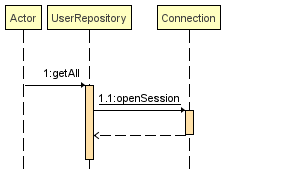 Actor
UserRepository
Connection
1:getAll
1.1:openSession